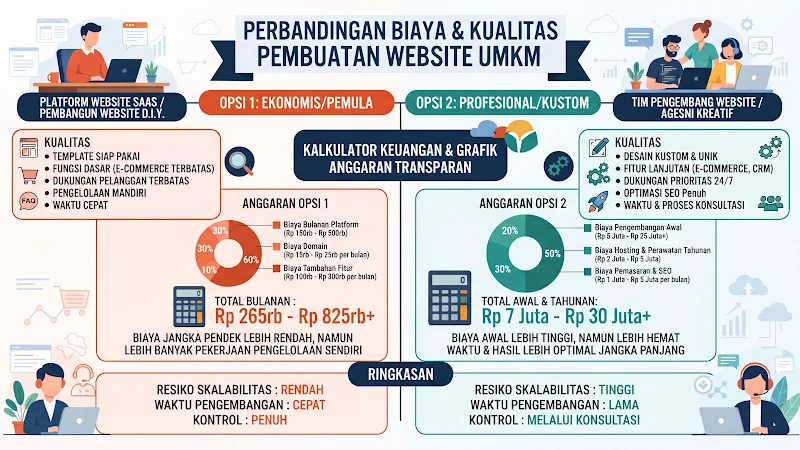 PERBANDINGAN BIAYA & KUALITAS
PEMBUATAN WEBSITE UMKM
PLATFORM WEBSITE SAAS /
PEMBANGUN WEBSITE D.I.Y.
OPSI 1: EKONOMIS/PEMULA
OPSI 2: PROFESIONAL/KUSTOM
TIM PENGEMBANG WEBSITE /
AGESNI KREATIF
KUALITAS
• TEMPLATE SIAP PAKAI
• FUNGSI DASAR (E-COMMERCE TERBATAS)
• DUKUNGAN PELANGGAN TERBATAS
• PENGELOLAAN MANDIRI
• WAKTU CEPAT
FAQ
KALKULATOR KEUANGAN & GRAFIK
ANGGARAN TRANSPARAN
KUALITAS
• DESAIN KUSTOM & UNIK
• FITUR LANJUTAN (E-COMMERCE, CRM)
• DUKUNGAN PRIORITAS 24/7
• OPTIMASI SEO Penuh
• WAKTU & PROSES KONSULTASI
ANGGARAN OPSI 1
30%
30%
10%
60%
Biaya Bulanan Platform
(Rp 150rb - Rp 500rb)
Biaya Domain
(Rp 15rb - Rp 25rb per bulan)
Biaya Tambahan Fitur
(Rp 100rb - Rp 300rb per bulan)
TOTAL BULANAN :
Rp 265rb - Rp 825rb+
BIAYA JANGKA PENDEK LEBIH RENDAH, NAMUN
LEBIH BANYAK PEKERJAAN PENGELOLAAN SENDIRI
ANGGARAN OPSI 2
20%
50%
30%
Biaya Pengembangan Awal
(Rp 5 Juta - Rp 25 Juta+)
Biaya Hosting & Perawatan Tahunan
(Rp 2 Juta - Rp 5 Juta)
Biaya Pemasaran & SEO
(Rp 1 Juta - Rp 5 Juta per bulan)
TOTAL AWAL & TAHUNAN:
Rp 7 Juta - Rp 30 Juta+
BIAYA AWAL LEBIH TINGGI, NAMUN LEBIH HEMAT
WAKTU & HASIL LEBIH OPTIMAL JANGKA PANJANG
RINGKASAN
RESIKO SKALABILITAS : RENDAH
WAKTU PENGEMBANGAN : CEPAT
KONTROL : PENUH
RESIKO SKALABILITAS : TINGGI
WAKTU PENGEMBANGAN : LAMA
KONTROL : MELALUI KONSULTASI